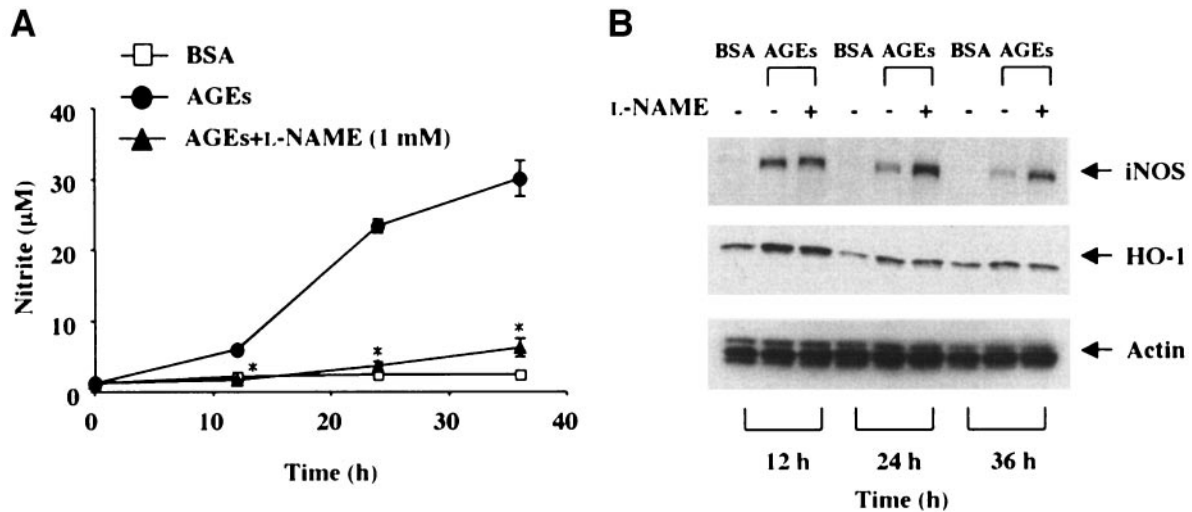 A
BSA
AGEs
AGEs+L-NAME (1 mM)
40
30
20
10
0
Nitrite (µM)
*
*
*
0 10 20 30 40
Time (h)
B
BSA AGEs BSA AGEs BSA AGEs
L-NAME - - + - - + - - +
iNOS
HO-1
Actin
12 h 24 h 36 h
Time (h)